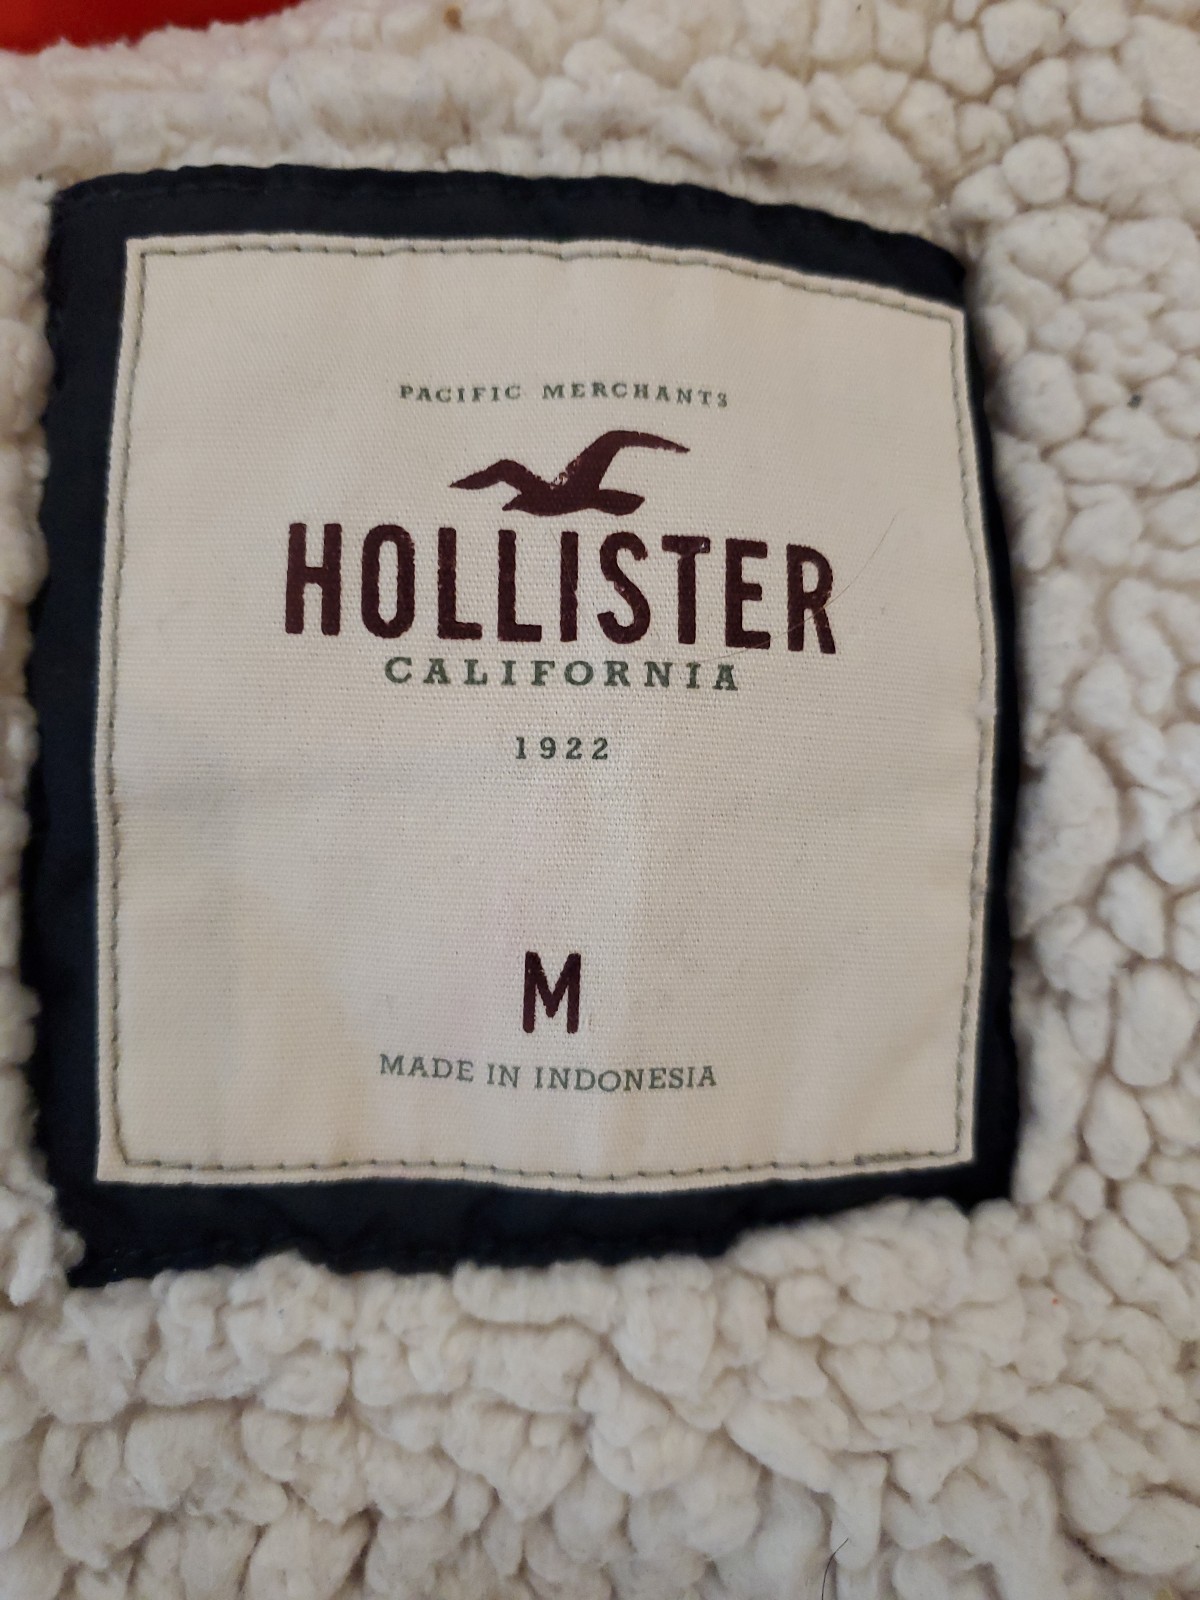 PACIFIC MERCHANTS
HOLLISTER
CALIFORNIA
1922
M
MADE IN INDONESIA